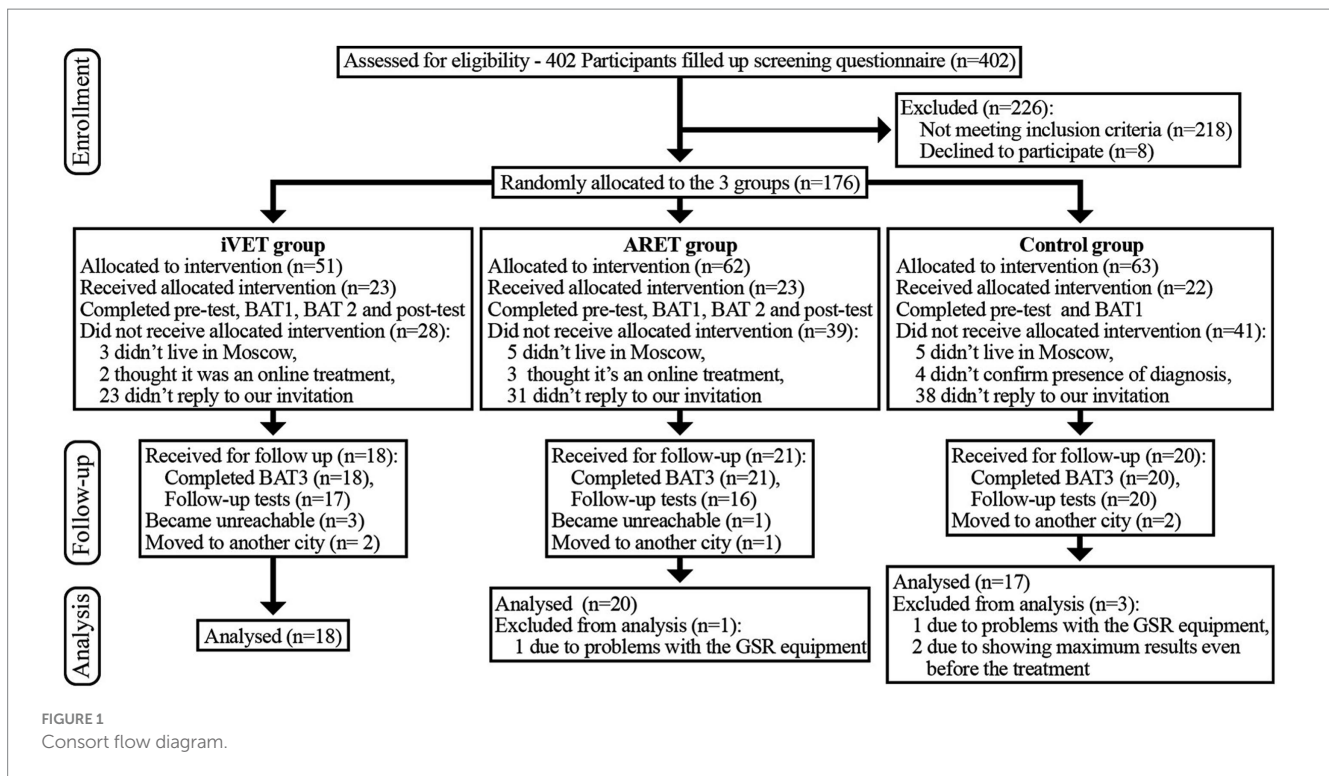 Enrollment
Assessed for eligibility - 402 Participants filled up screening questionnaire (n=402)
Excluded (n=226):
Not meeting inclusion criteria (n=218)
Declined to participate (n=8)
Randomly allocated to the 3 groups (n=176)
iVET group
Allocated to intervention (n=51)
Received allocated intervention (n=23)
Completed pre-test, BAT1, BAT 2 and post-test
Did not receive allocated intervention (n=28):
3 didn't live in Moscow,
2 thought it was an online treatment,
23 didn't reply to our invitation
ARET group
Allocated to intervention (n=62)
Received allocated intervention (n=23)
Completed pre-test, BAT1, BAT 2 and post-test
Did not receive allocated intervention (n=39):
5 didn't live in Moscow,
3 thought it's an online treatment,
31 didn't reply to our invitation
Control group
Allocated to intervention (n=63)
Received allocated intervention (n=22)
Completed pre-test and BAT1
Did not receive allocated intervention (n=41):
5 didn't live in Moscow,
4 didn't confirm presence of diagnosis,
38 didn't reply to our invitation
Follow-up
Received for follow up (n=18):
Completed BAT3 (n=18),
Follow-up tests (n=17)
Became unreachable (n=3)
Moved to another city (n= 2)
Received for follow-up (n=21):
Completed BAT3 (n=21),
Follow-up tests (n=16)
Became unreachable (n=1)
Moved to another city (n=1)
Received for follow-up (n=20):
Completed BAT3 (n=20),
Follow-up tests (n=20)
Moved to another city (n=2)
Analysis
Analysed (n=18)
Analysed (n=20)
Excluded from analysis (n=1):
1 due to problems with the GSR equipment
Analysed (n=17)
Excluded from analysis (n=3):
1 due to problems with the GSR equipment,
2 due to showing maximum results even
before the treatment
FIGURE 1
Consort flow diagram.